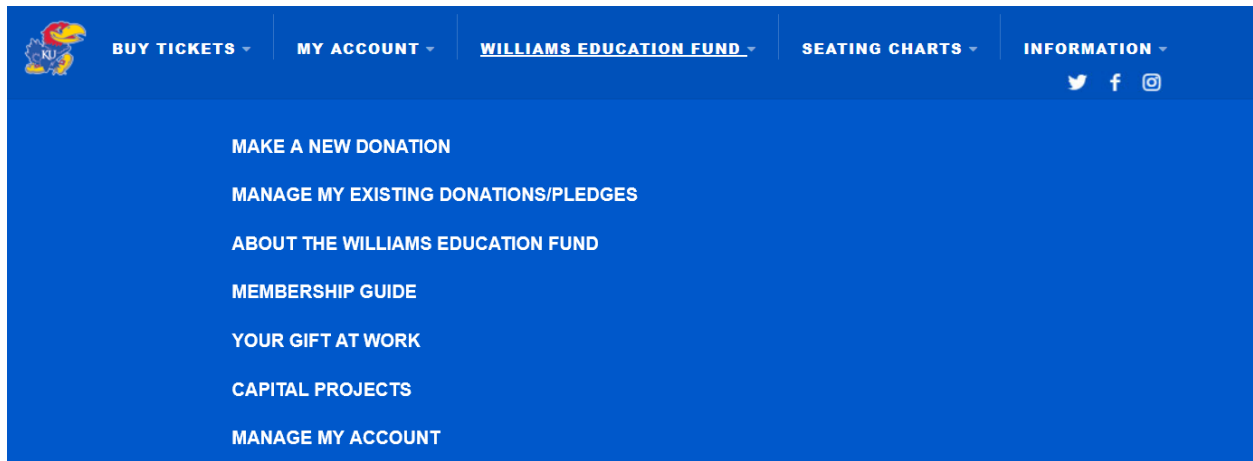 KU
BUY TICKETS MY ACCOUNT WILLIAMS EDUCATION FUND SEATING CHARTS INFORMATION
MAKE A NEW DONATION
MANAGE MY EXISTING DONATIONS/PLEDGES
ABOUT THE WILLIAMS EDUCATION FUND
MEMBERSHIP GUIDE
YOUR GIFT AT WORK
CAPITAL PROJECTS
MANAGE MY ACCOUNT